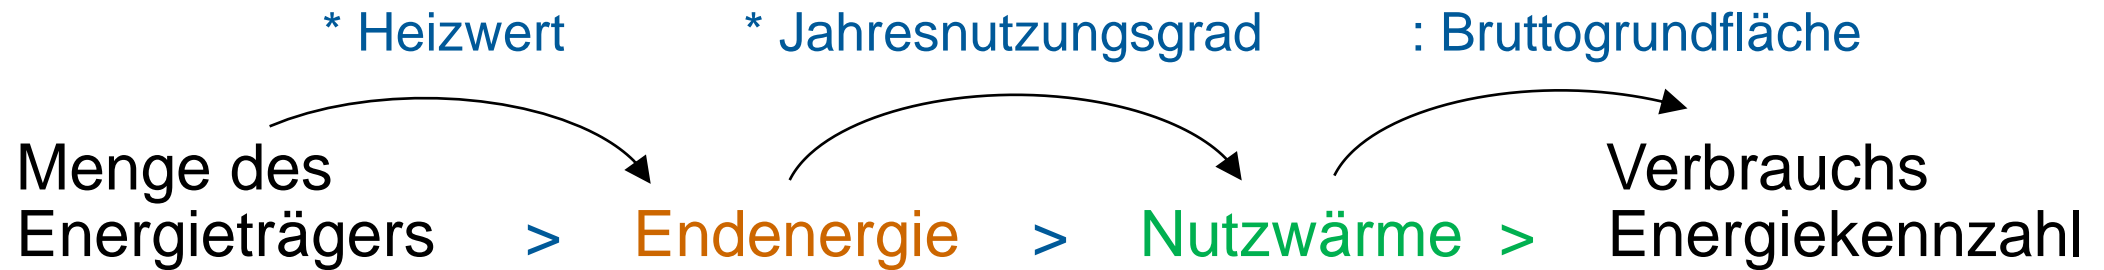 * Heizwert * Jahresnutzungsgrad : Bruttogrundfläche
Menge des Verbrauchs
Energieträgers > Endenergie > Nutzwärme > Energiekennzahl